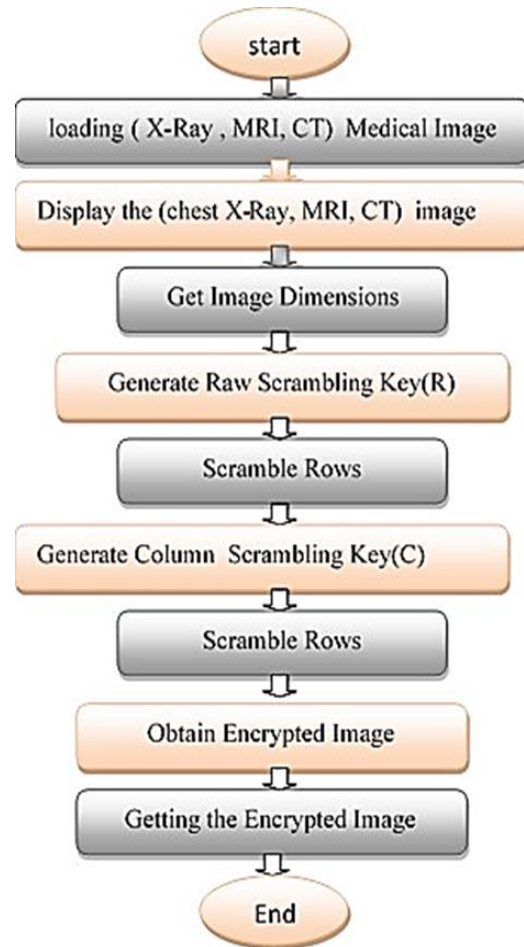 start
loading ( X-Ray , MRI, CT) Medical Image
Display the (chest X-Ray, MRI, CT) image
Get Image Dimensions
Generate Raw Scrambling Key(R)
Scramble Rows
Generate Column Scrambling Key(C)
Scramble Rows
Obtain Encrypted Image
Getting the Encrypted Image
End